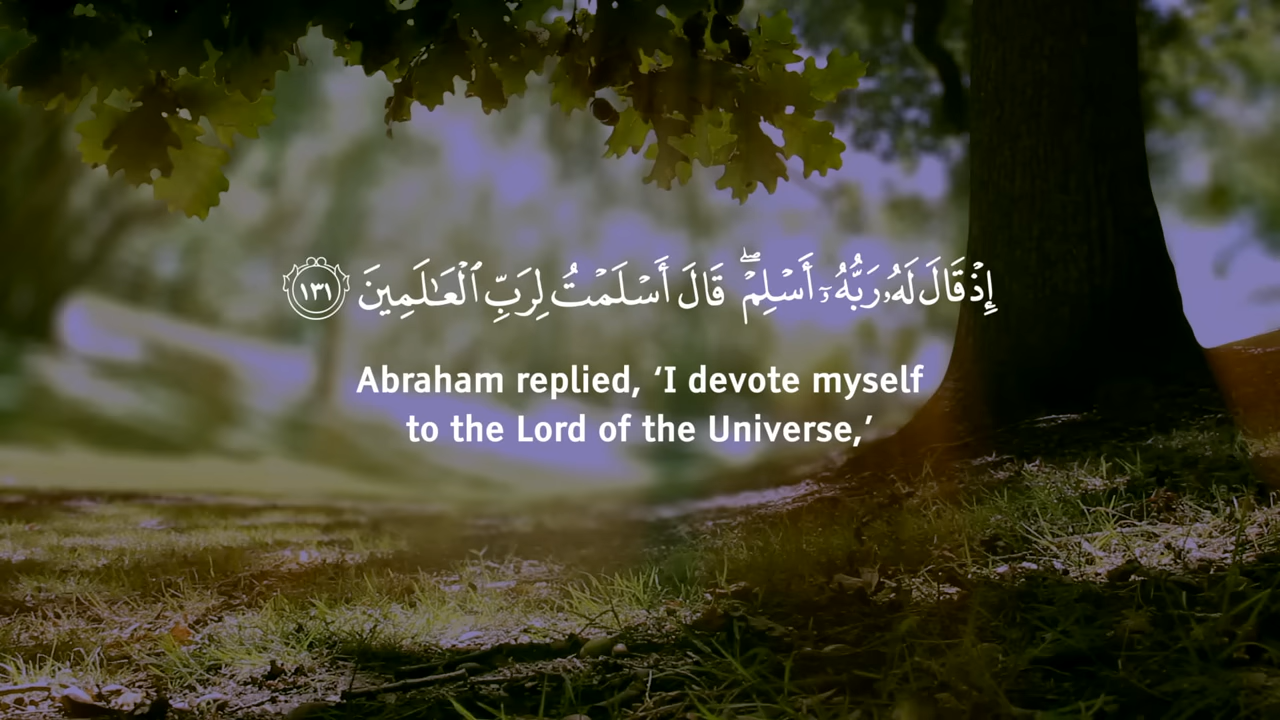 إِذْ قَالَ لَهُۥ رَبُّهُۥٓ أَسْلِمْ ۖ قَالَ أَسْلَمْتُ لِرَبِّ ٱلْعَـٰلَمِينَ ١٣١
Abraham replied, ‘I devote myself
to the Lord of the Universe,’